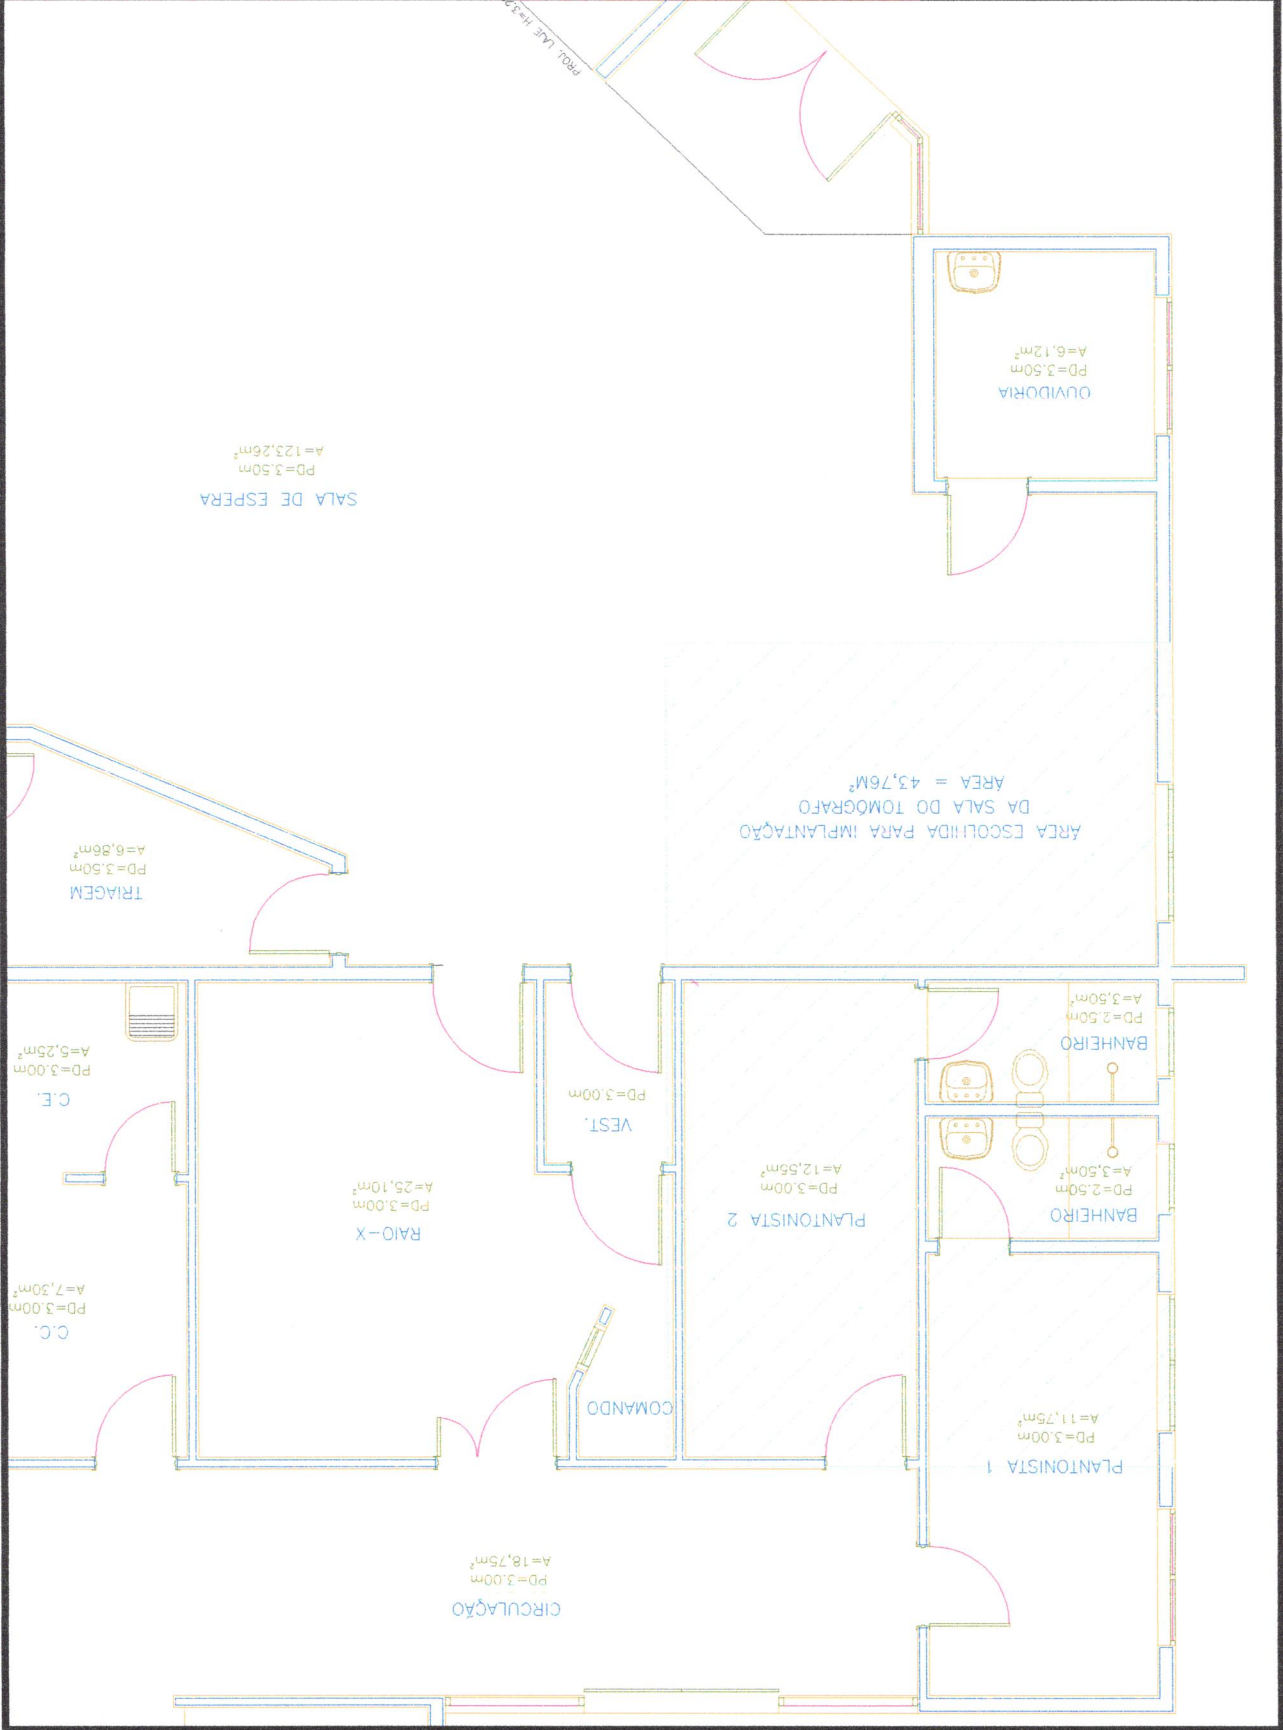 CIRCULAÇÃO
PD=3.00m
A=18,75m²
PLANTONISTA 1
PD=3.00m
A=11,75m²
COMANDO
C.C.
PD=3.00m
A=7,30m²
RAIO-X
PD=3.00m
A=25,10m²
PLANTONISTA 2
PD=3.00m
A=12,55m²
BANHEIRO
PD=2.50m
A=3,50m²
VEST.
PD=3.00m
C.E.
PD=3.00m
A=5,25m²
BANHEIRO
PD=2.50m
A=3,50m²
TRIAGEM
PD=3.50m
A=6,86m²
ÁREA ESCOLHIDA PARA IMPLANTAÇÃO
DA SALA DO TOMÓGRAFO
ÁREA = 43,76M²
SALA DE ESPERA
PD=3.50m
A=123,26m²
OUVIDORIA
PD=3.50m
A=6,12m²
PROJ. LAJE